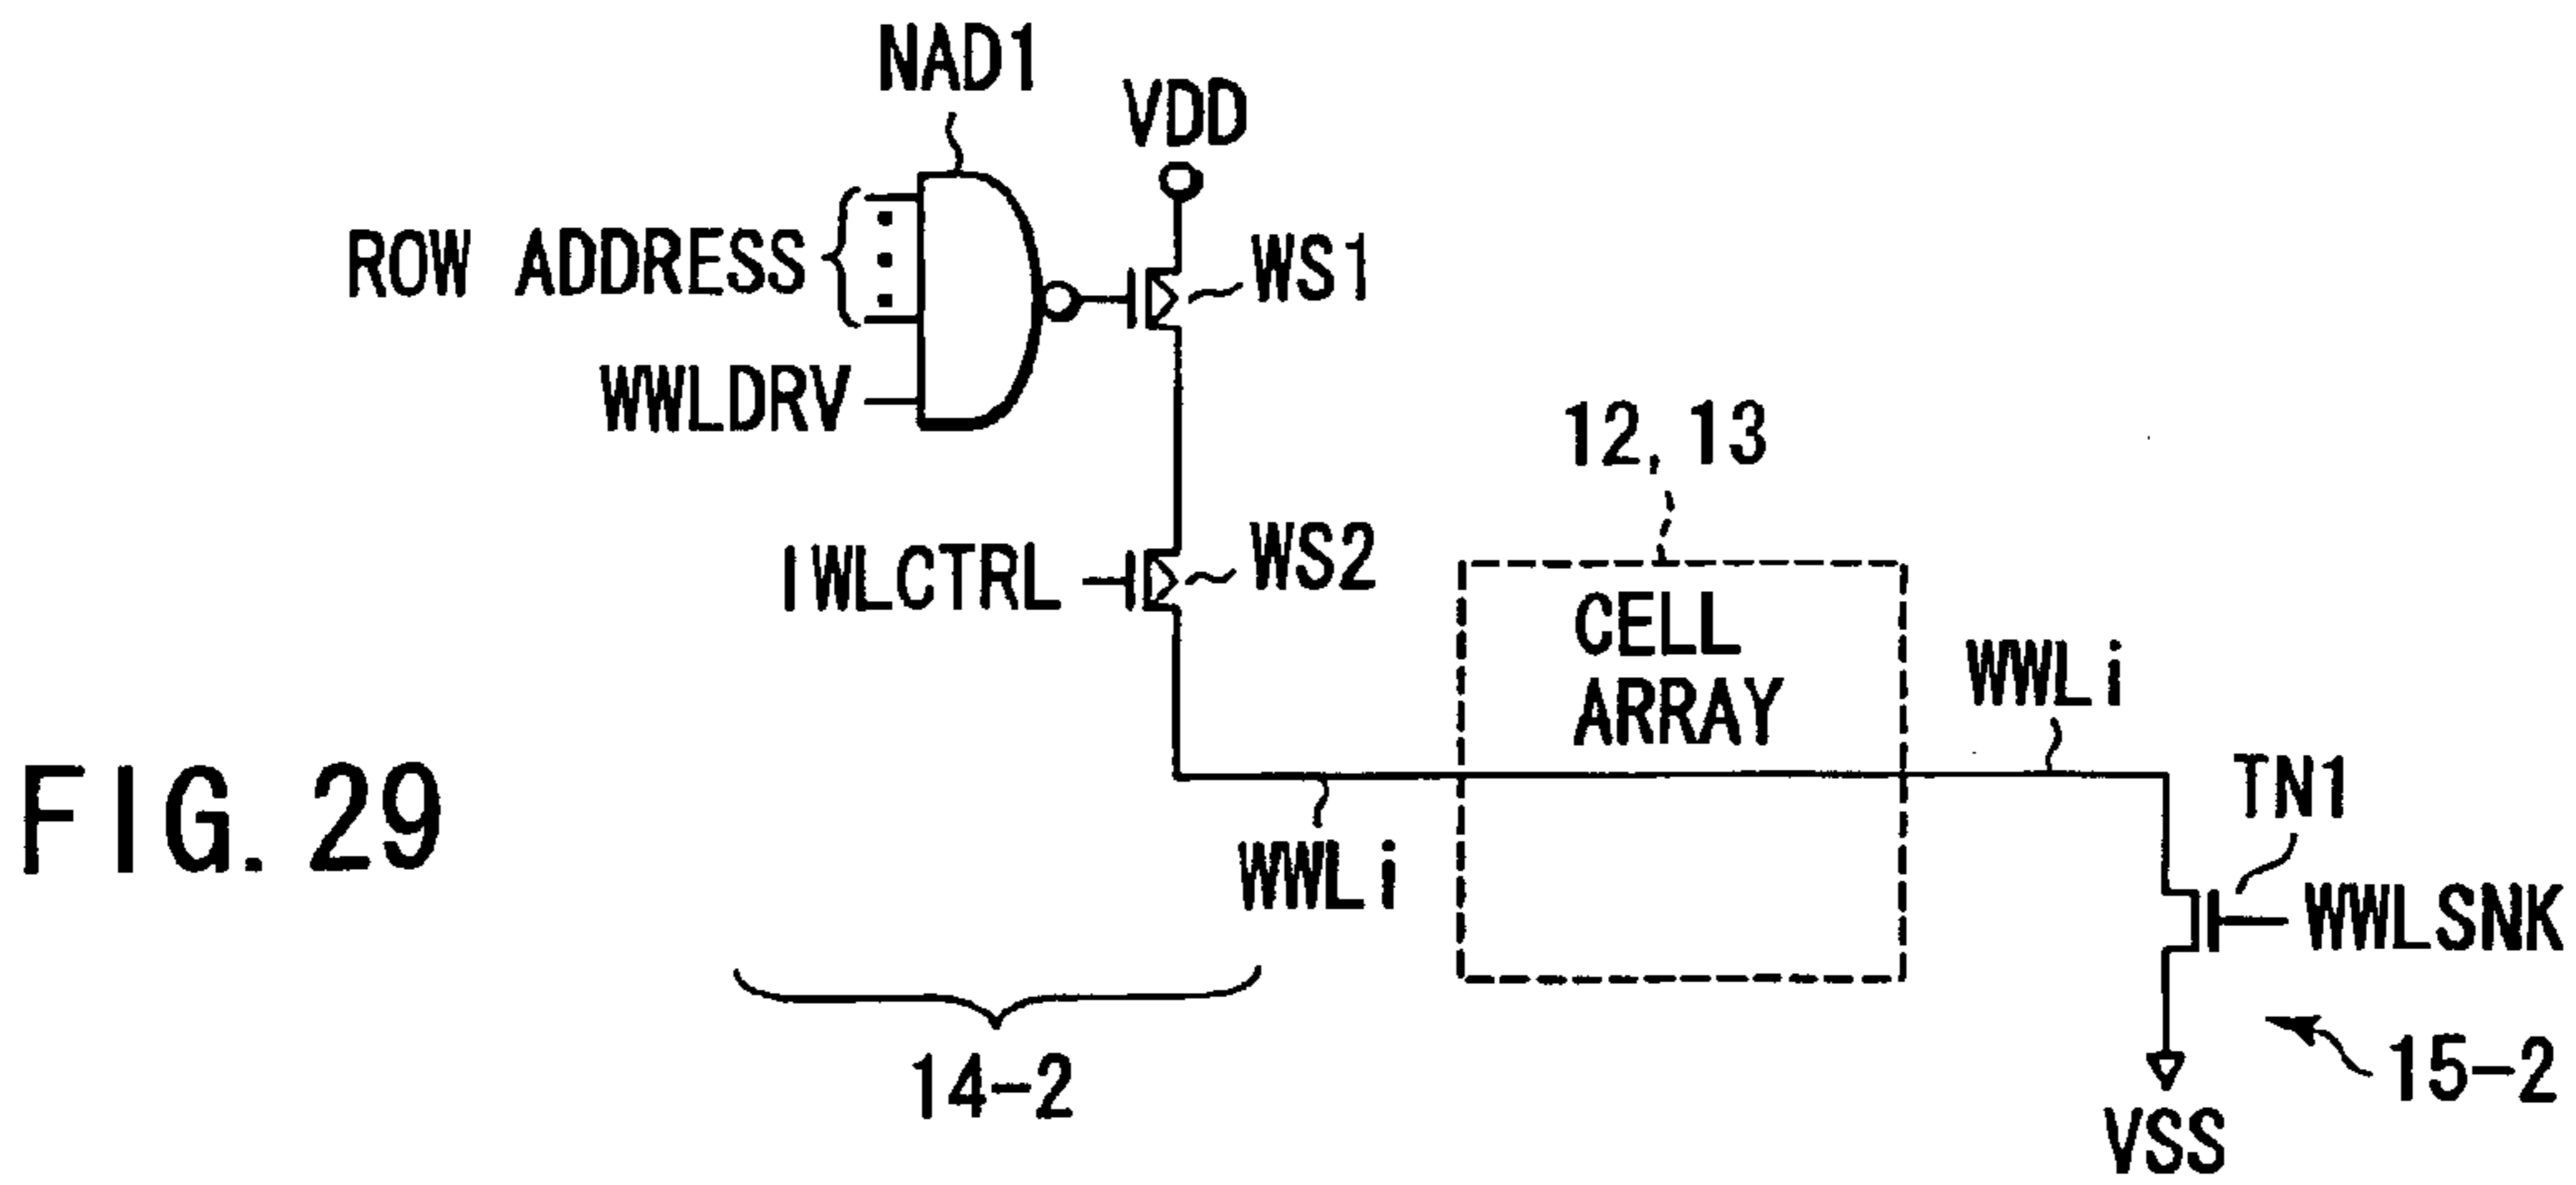 NAD1
VDD
ROW ADDRESS
WS1
WWLDRV
12, 13
IWLCTRL
WS2
CELL
ARRAY
WWLi
TN1
FIG. 29
WWLi
WWLSNK
14-2
15-2
VSS